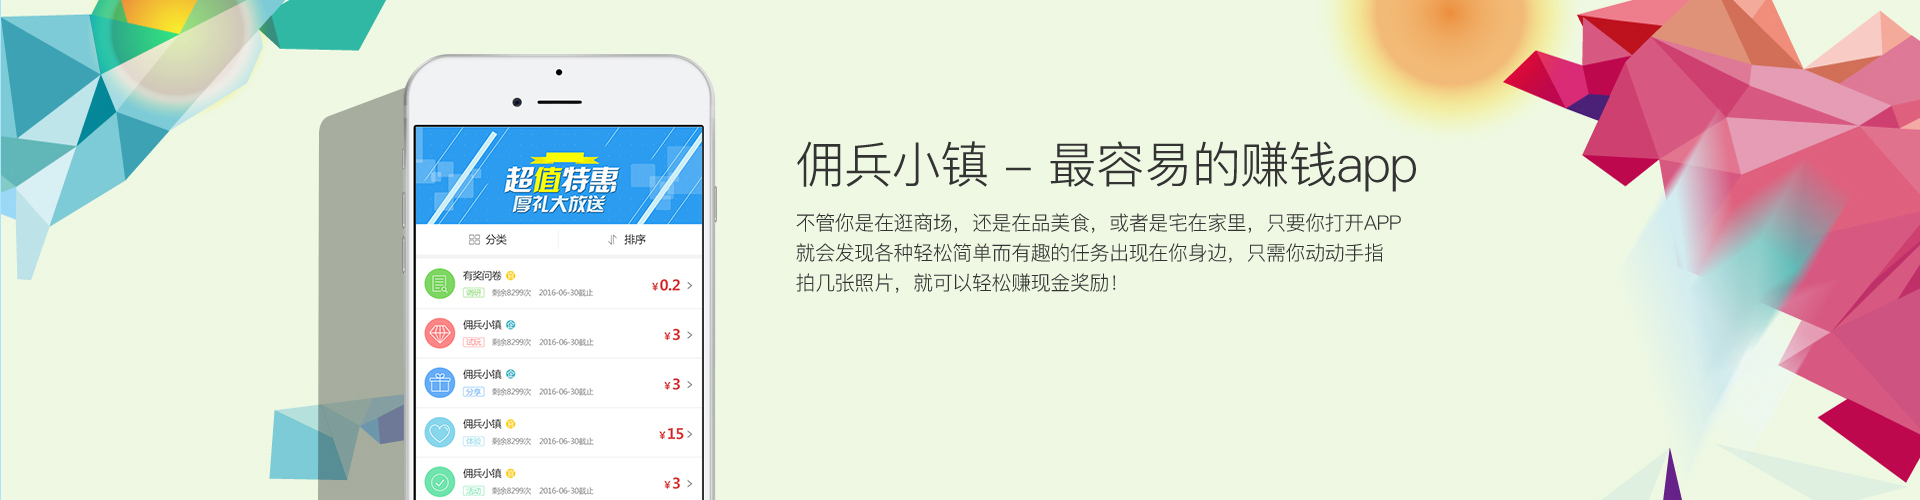 超值特惠
厚礼大放送
分类 排序
有奖问卷
调研 剩余8299次 2016-06-30截止
¥0.2
佣兵小镇
试玩 剩余8299次 2016-06-30截止
¥3
佣兵小镇
分享 剩余8299次 2016-06-30截止
¥3
佣兵小镇
体验 剩余8299次 2016-06-30截止
¥15
佣兵小镇
活动 剩余8299次 2016-06-30截止
¥3
佣兵小镇 – 最容易的赚钱app
不管你是在逛商场，还是在品美食，或者是宅在家里，只要你打开APP
就会发现各种轻松简单而有趣的任务出现在你身边，只需你动动手指
拍几张照片，就可以轻松赚现金奖励！